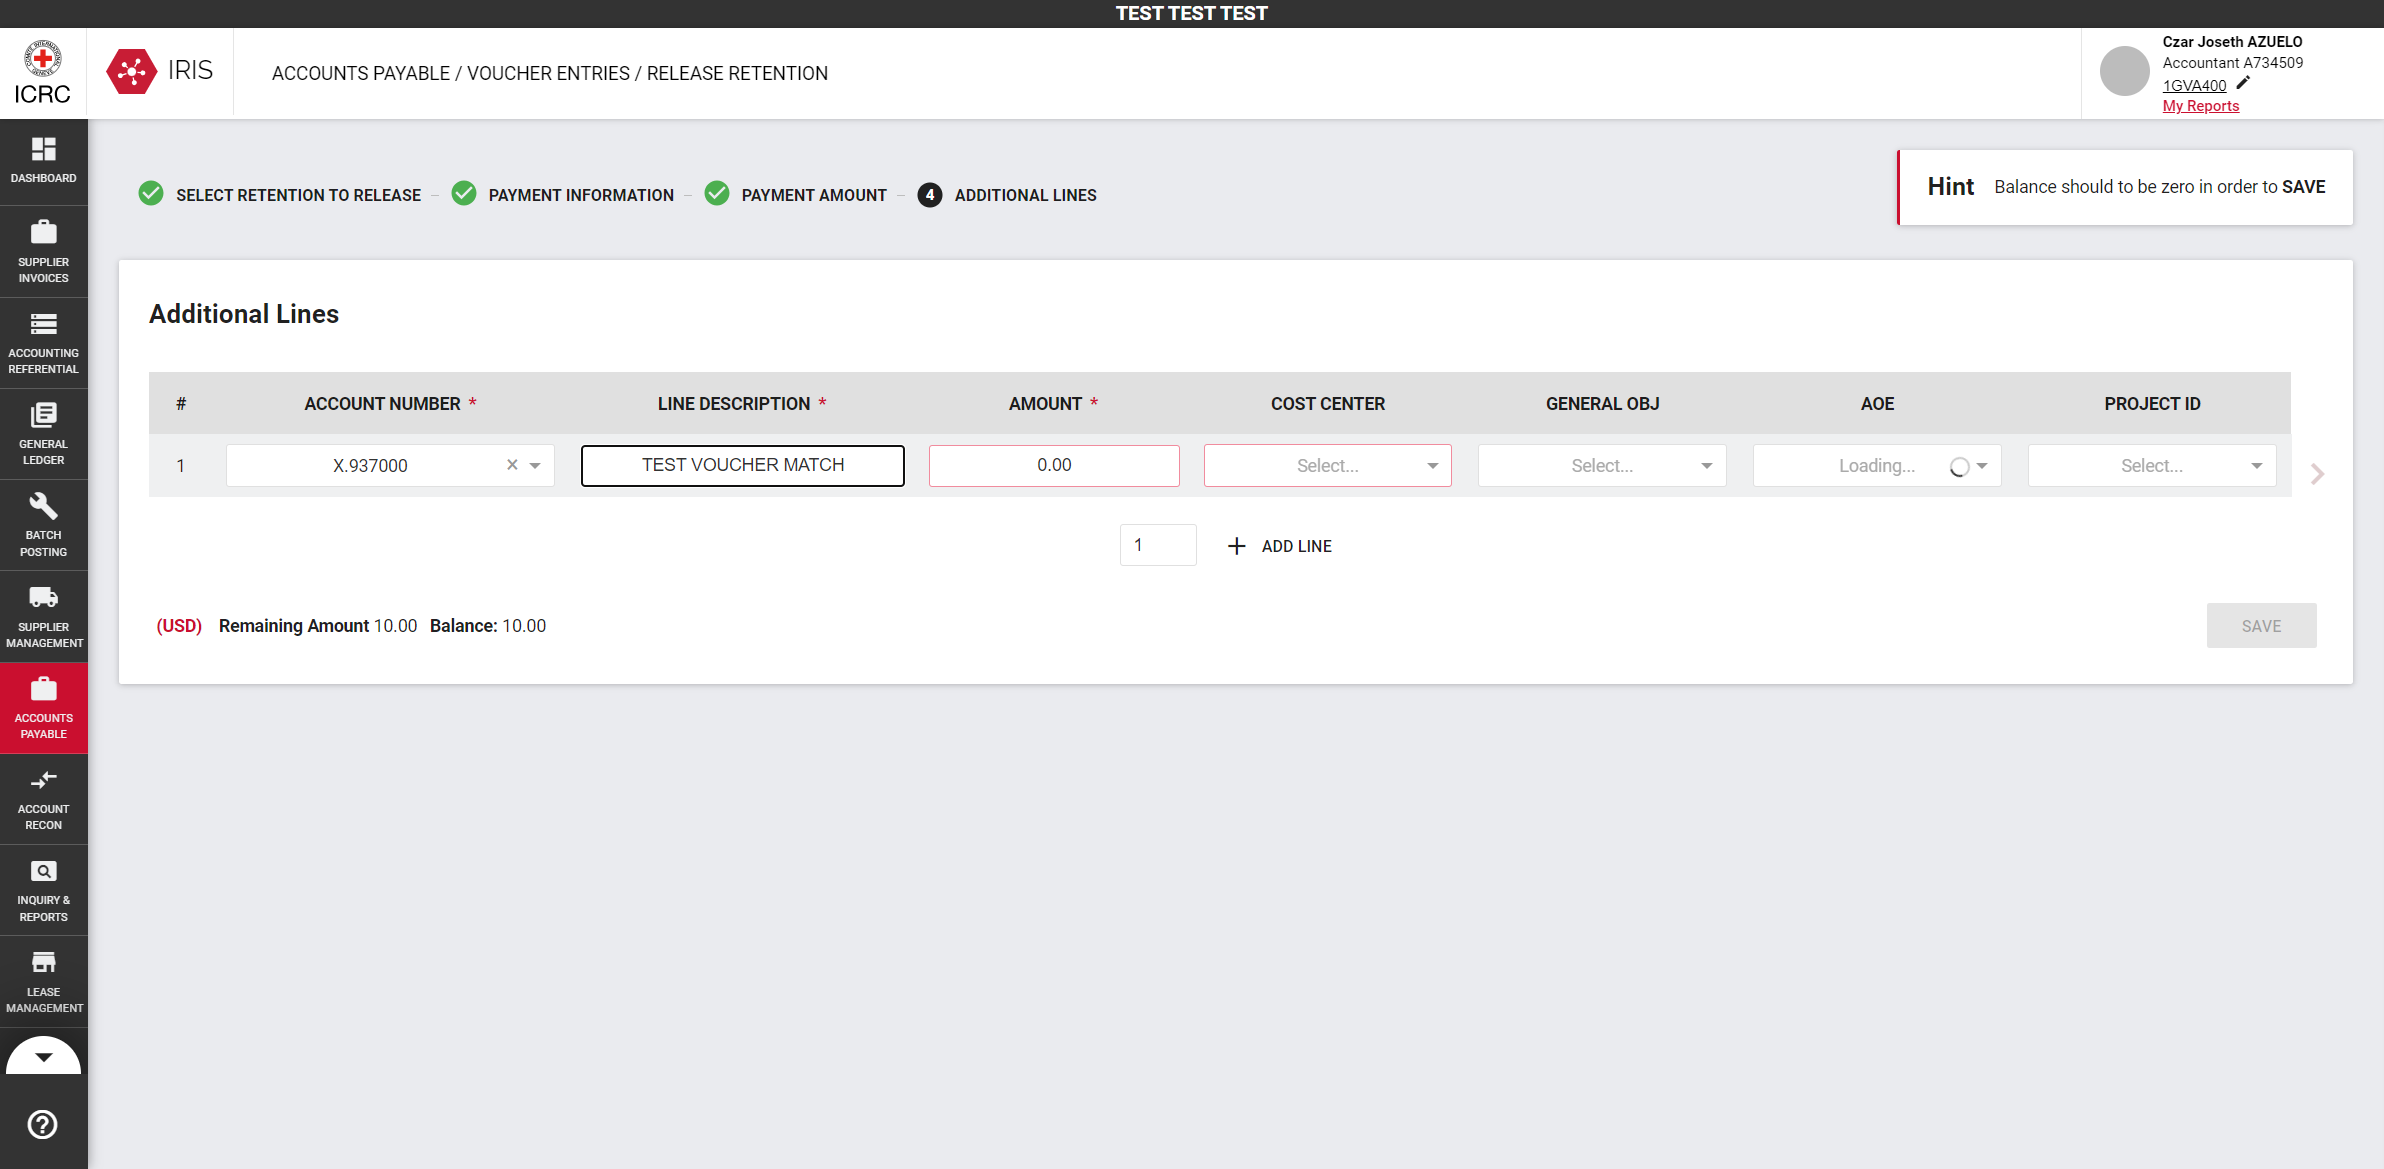 TEST TEST TEST
ICRC
IRIS
ACCOUNTS PAYABLE / VOUCHER ENTRIES / RELEASE RETENTION
Czar Joseth AZUELO
Accountant A734509
1GVA400
My Reports
DASHBOARD
SUPPLIER
INVOICES
ACCOUNTING
REFERENTIAL
GENERAL
LEDGER
BATCH
POSTING
SUPPLIER
MANAGEMENT
ACCOUNTS
PAYABLE
ACCOUNT
RECON
INQUIRY &
REPORTS
LEASE
MANAGEMENT
SELECT RETENTION TO RELEASE – PAYMENT INFORMATION – PAYMENT AMOUNT – 4 ADDITIONAL LINES
Hint Balance should to be zero in order to SAVE
Additional Lines
# ACCOUNT NUMBER * LINE DESCRIPTION * AMOUNT * COST CENTER GENERAL OBJ AOE PROJECT ID
1 X.937000 × TEST VOUCHER MATCH 0.00 Select... Select... Loading... Select...
1 + ADD LINE
(USD) Remaining Amount 10.00 Balance: 10.00
SAVE